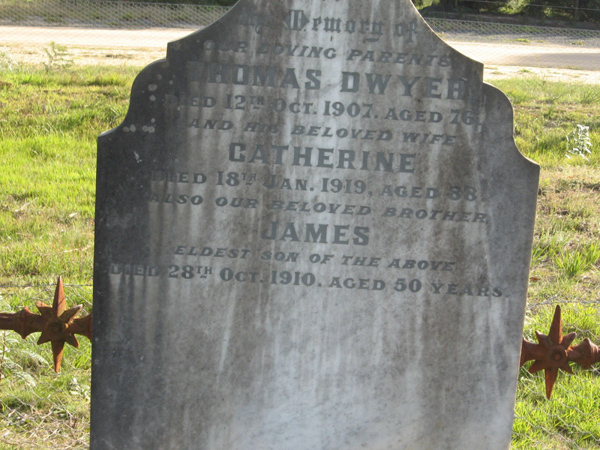 Memory of
OUR LOVING PARENTS
THOMAS DWYER
DIED 12TH OCT. 1907. AGED 76.
AND HIS BELOVED WIFE
CATHERINE
DIED 18TH JAN. 1919, AGED 88.
ALSO OUR BELOVED BROTHER
JAMES
ELDEST SON OF THE ABOVE
DIED 28TH OCT. 1910. AGED 50 YEARS.